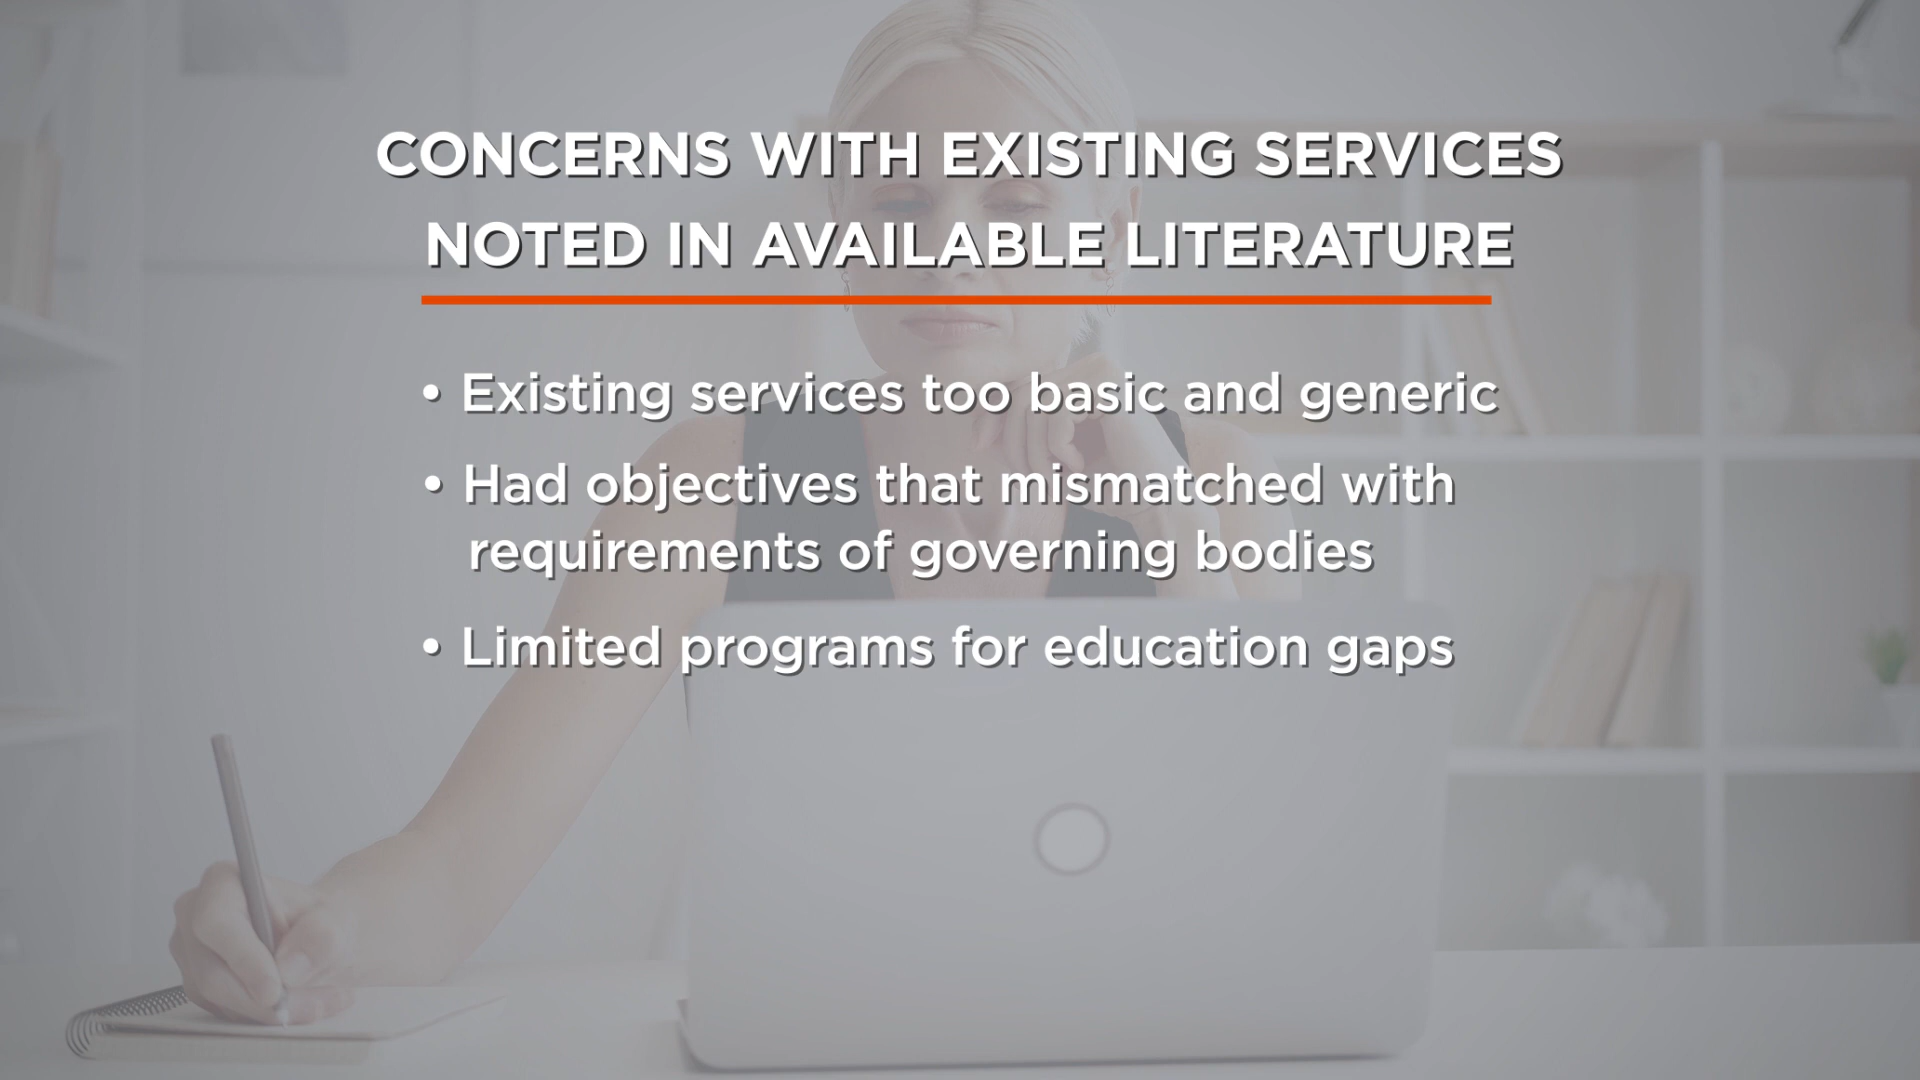 CONCERNS WITH EXISTING SERVICES
NOTED IN AVAILABLE LITERATURE
• Existing services too basic and generic
• Had objectives that mismatched with
requirements of governing bodies
• Limited programs for education gaps